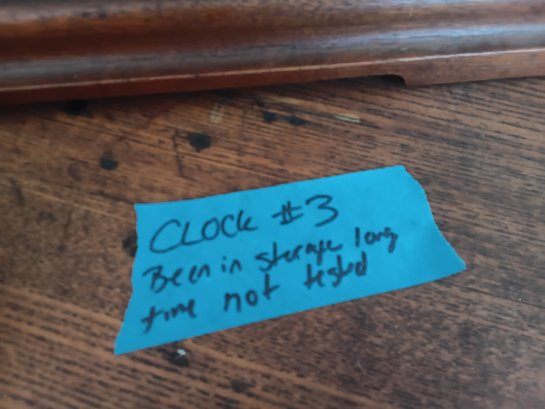 CLOCK #3
Been in storage long
time not tested